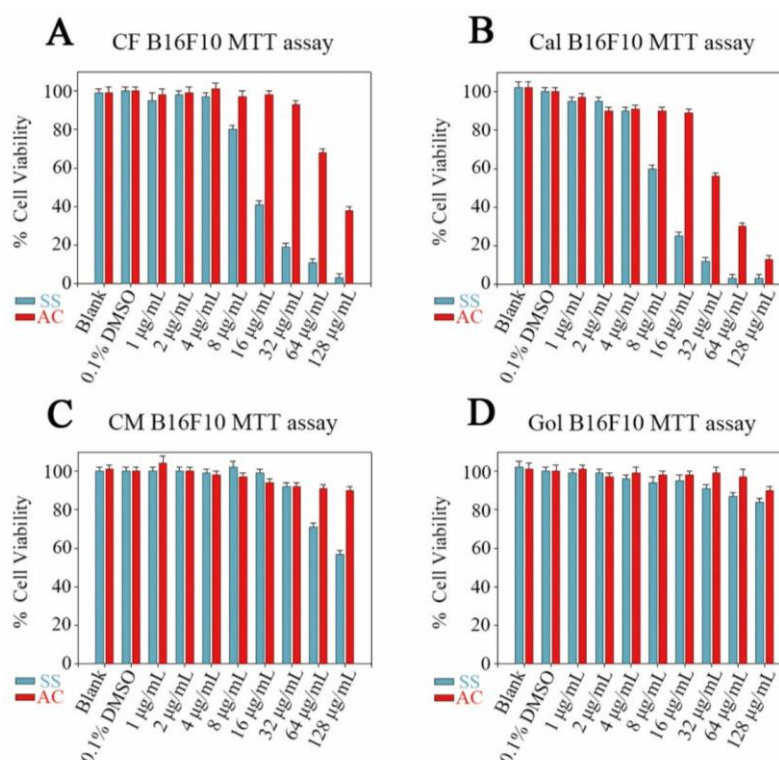 A
CF B16F10 MTT assay
% Cell Viability
100
80
60
40
20
0
SS
AC
Blank
0.1% DMSO
1 µg/mL
2 µg/mL
4 µg/mL
8 µg/mL
16 µg/mL
32 µg/mL
64 µg/mL
128 µg/mL
B
Cal B16F10 MTT assay
% Cell Viability
100
80
60
40
20
0
SS
AC
Blank
0.1% DMSO
1 µg/mL
2 µg/mL
4 µg/mL
8 µg/mL
16 µg/mL
32 µg/mL
64 µg/mL
128 µg/mL
C
CM B16F10 MTT assay
% Cell Viability
100
80
60
40
20
0
SS
AC
Blank
0.1% DMSO
1 µg/mL
2 µg/mL
4 µg/mL
8 µg/mL
16 µg/mL
32 µg/mL
64 µg/mL
128 µg/mL
D
Gol B16F10 MTT assay
% Cell Viability
100
80
60
40
20
0
SS
AC
Blank
0.1% DMSO
1 µg/mL
2 µg/mL
4 µg/mL
8 µg/mL
16 µg/mL
32 µg/mL
64 µg/mL
128 µg/mL